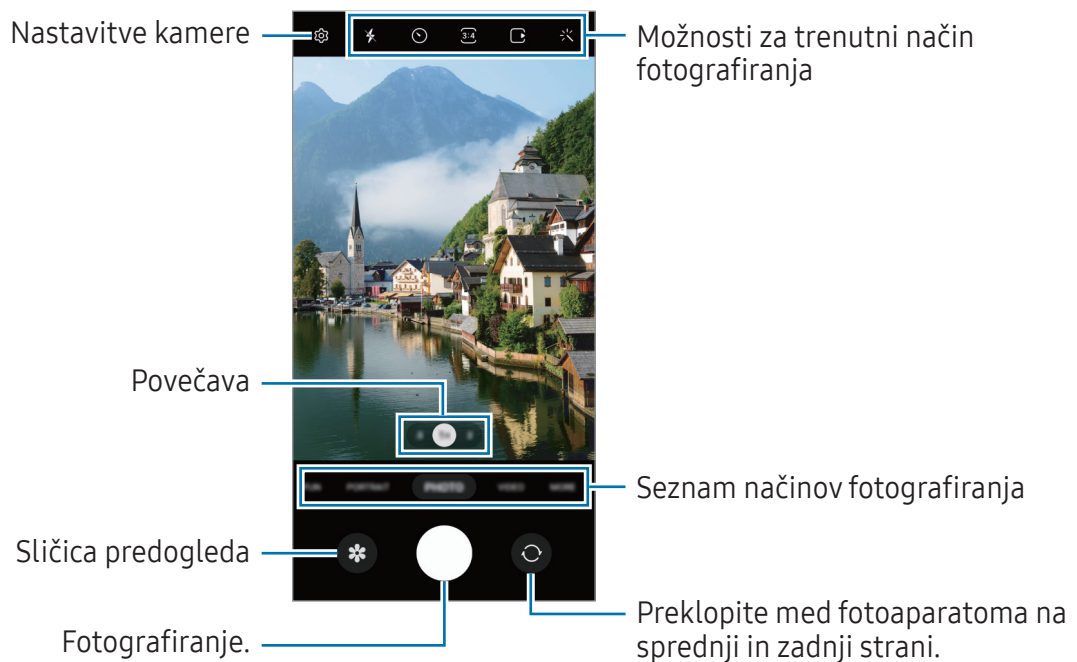 Nastavitve kamere
Možnosti za trenutni način
fotografiranja
3:4
Povečava
PORTRAIT
PHOTO
VIDEO
MORE
Seznam načinov fotografiranja
Sličica predogleda
Fotografiranje.
Preklopite med fotoaparatoma na
sprednji in zadnji strani.